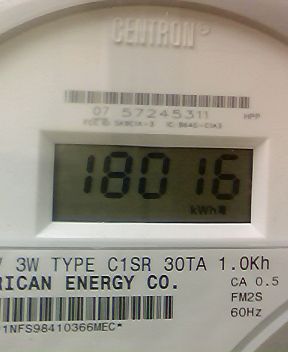 CENTRON®
07 57245311
HPP
18016
kWh
V 3W TYPE C1SR 30TA 1.0Kh
RICAN ENERGY CO.
CA 0.5
FM2S
60Hz
1NFS98410366MEC*